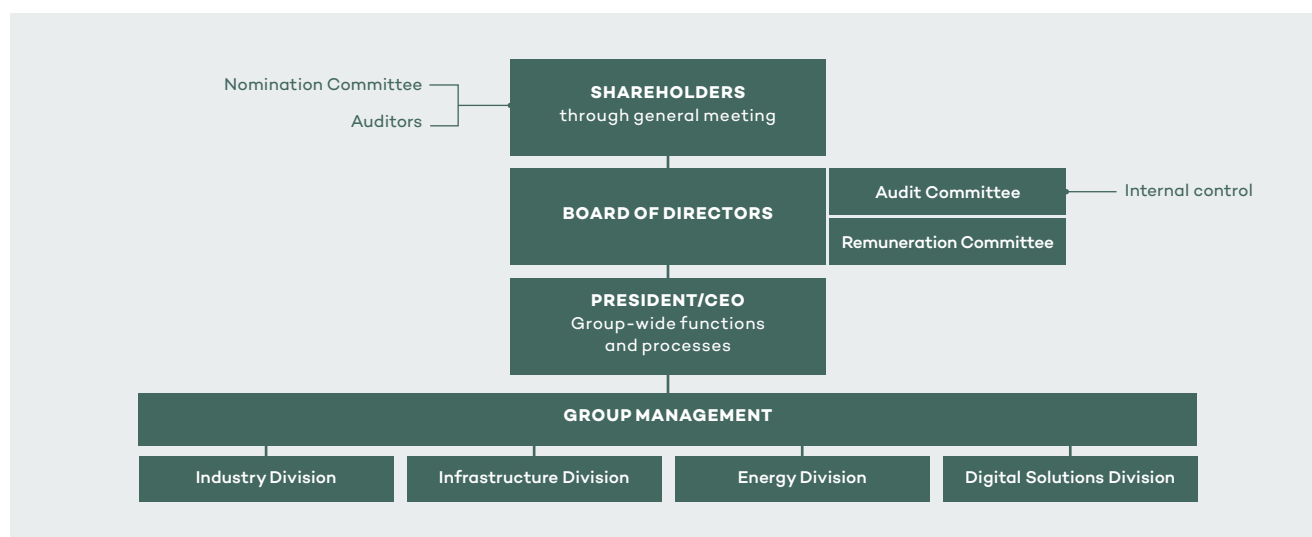 Nomination Committee
Auditors
SHAREHOLDERS
through general meeting
BOARD OF DIRECTORS
Audit Committee
Internal control
Remuneration Committee
PRESIDENT/CEO
Group-wide functions
and processes
GROUP MANAGEMENT
Industry Division
Infrastructure Division
Energy Division
Digital Solutions Division